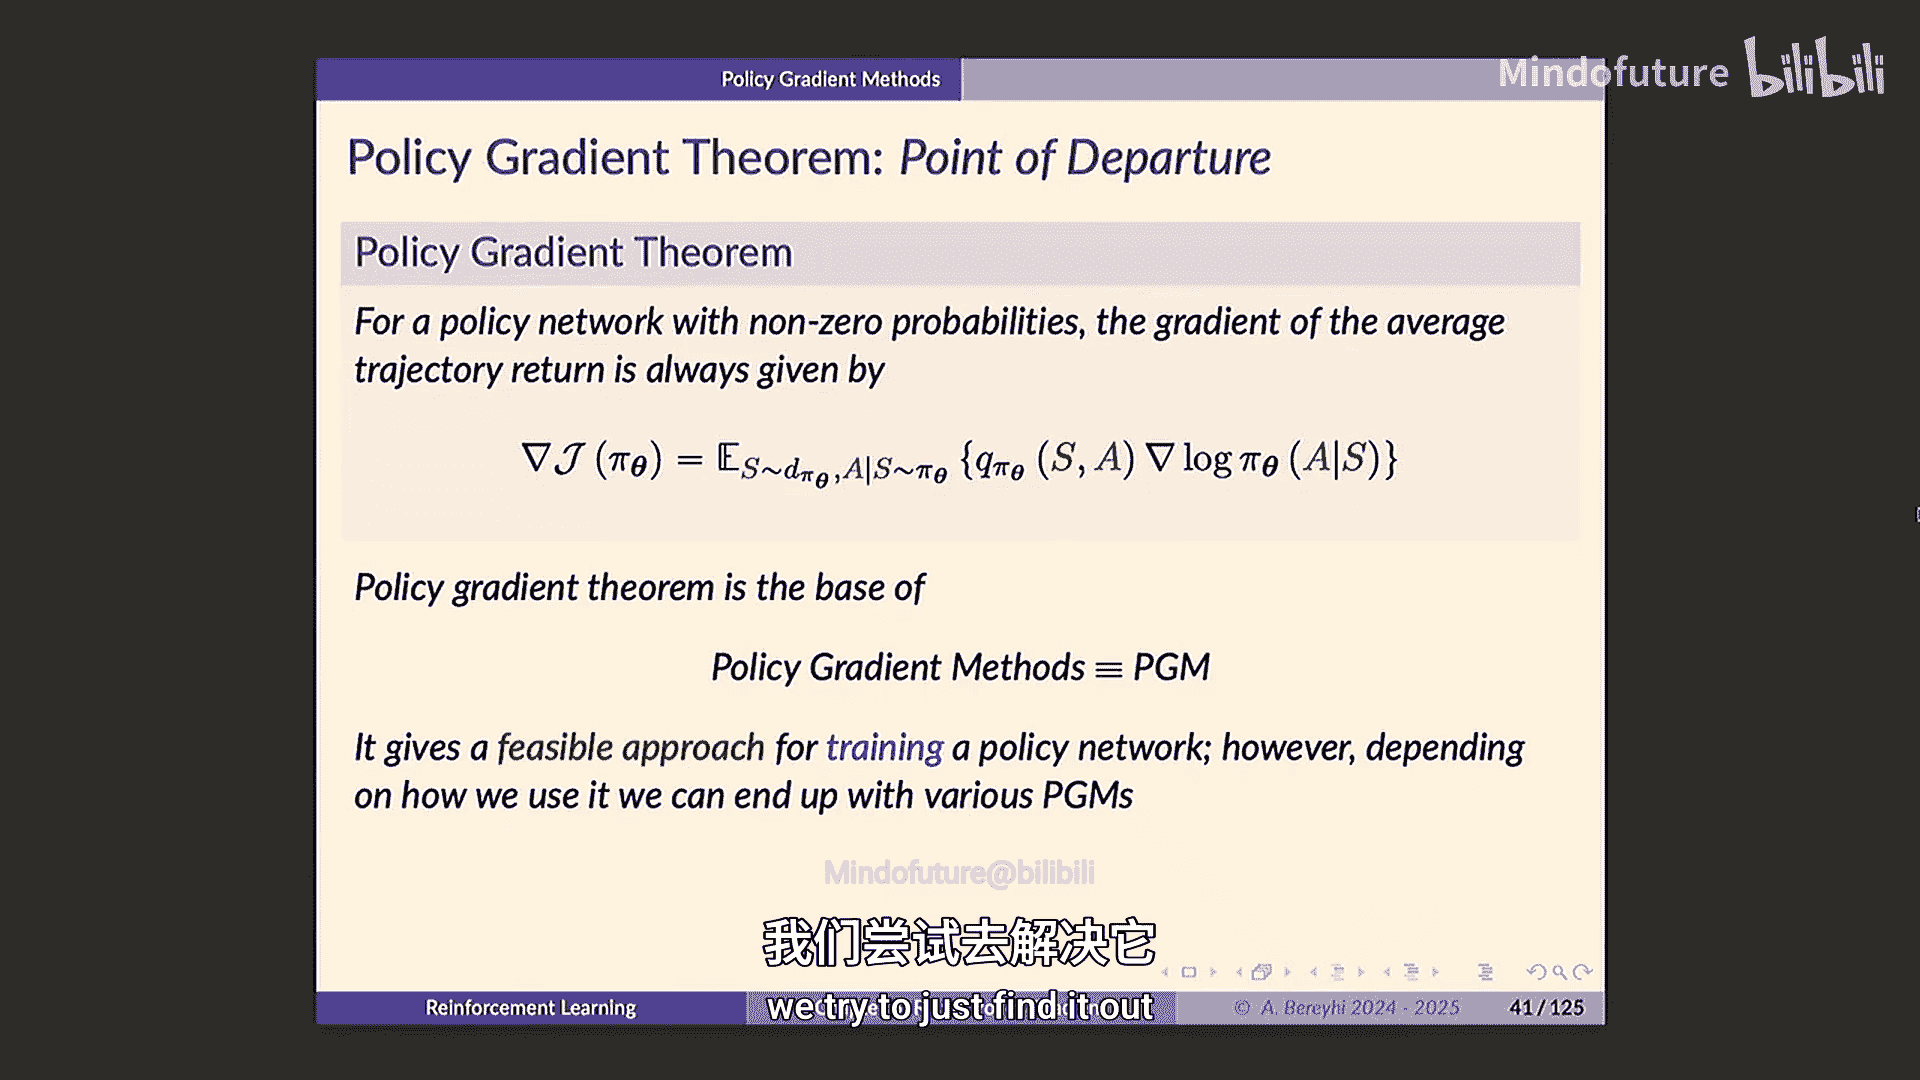 Policy Gradient Methods
Mindofuture bilibili
Policy Gradient Theorem: Point of Departure
Policy Gradient Theorem
For a policy network with non-zero probabilities, the gradient of the average
trajectory return is always given by
∇𝒥(π_θ) = 𝔼_{S∼d_{π_θ},A|S∼π_θ} {q_{π_θ}(S, A) ∇ log π_θ(A|S)}
Policy gradient theorem is the base of
Policy Gradient Methods ≡ PGM
It gives a feasible approach for training a policy network; however, depending
on how we use it we can end up with various PGMs
Mindofuture@bilibili
我们尝试去解决它
we try to just find it out
Reinforcement Learning
© A. Bereyhi 2024 - 2025
41 / 125